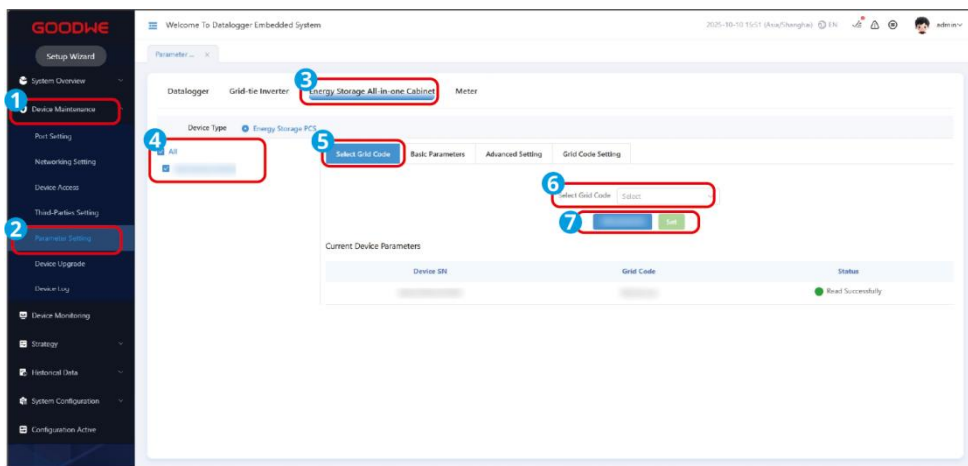 GOODWE
Welcome To Datalogger Embedded System
2025-10-10 15:51 (Asia/Shanghai) EN admin
Setup Wizard
Parameter ... ×
System Overview
1
Device Maintenance
Port Setting
Networking Setting
Device Access
Third-Parties Setting
2
Parameter Setting
Device Upgrade
Device Log
Device Monitoring
Strategy
Historical Data
System Configuration
Configuration Active
3
Datalogger Grid-tie Inverter Energy Storage All-in-one Cabinet Meter
Device Type Energy Storage PCS
4
All
5
Select Grid Code Basic Parameters Advanced Setting Grid Code Setting
6
Select Grid Code Select
7
Set
Current Device Parameters
Device SN Grid Code Status
Read Successfully